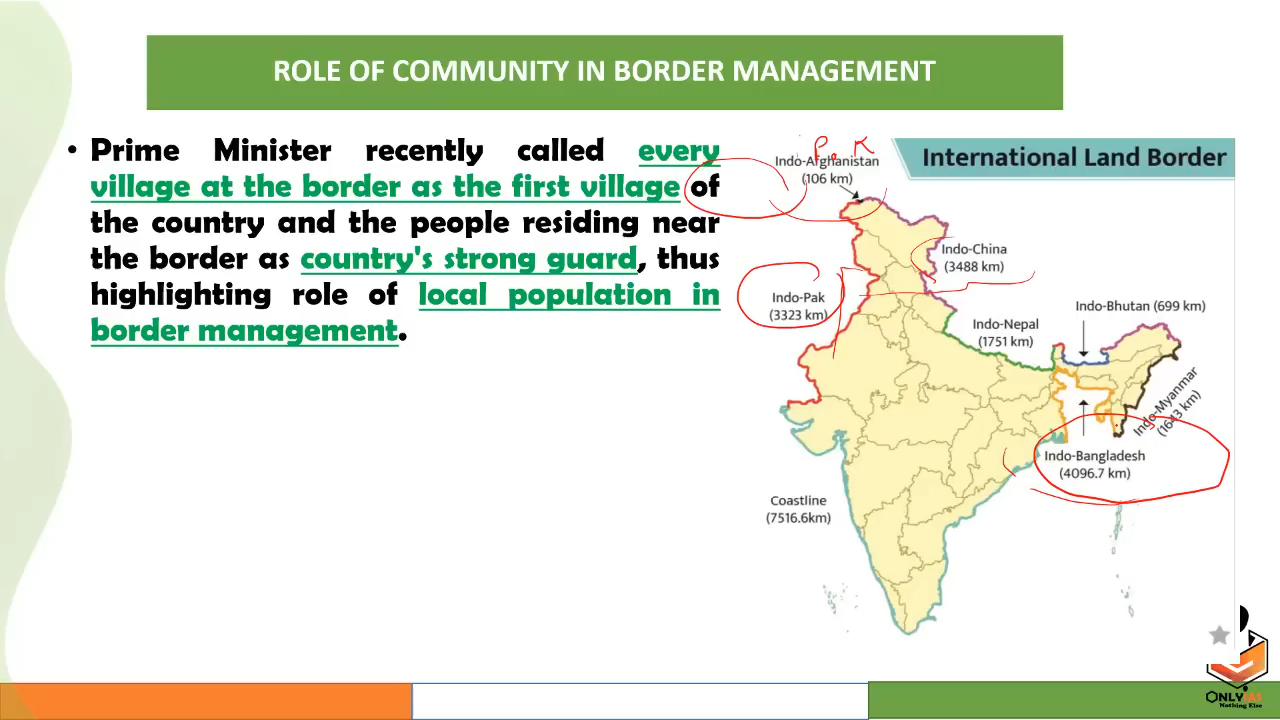 ROLE OF COMMUNITY IN BORDER MANAGEMENT
• Prime Minister recently called every
village at the border as the first village of
the country and the people residing near
the border as country's strong guard, thus
highlighting role of local population in
border management.
International Land Border
PoK
Indo-Afghanistan
(106 km)
Indo-China
(3488 km)
Indo-Pak
(3323 km)
Indo-Nepal
(1751 km)
Indo-Bhutan (699 km)
Indo-Myanmar
(1643 km)
Indo-Bangladesh
(4096.7 km)
Coastline
(7516.6km)
ONLYIAS
Nothing Else